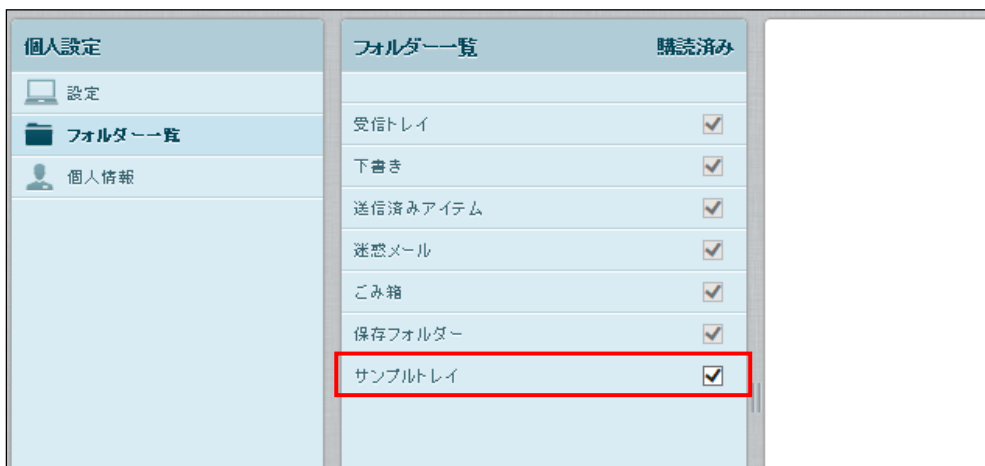 個人設定
設定
フォルダー一覧
個人情報
フォルダー一覧 購読済み
受信トレイ
下書き
送信済みアイテム
迷惑メール
ごみ箱
保存フォルダー
サンプルトレイ